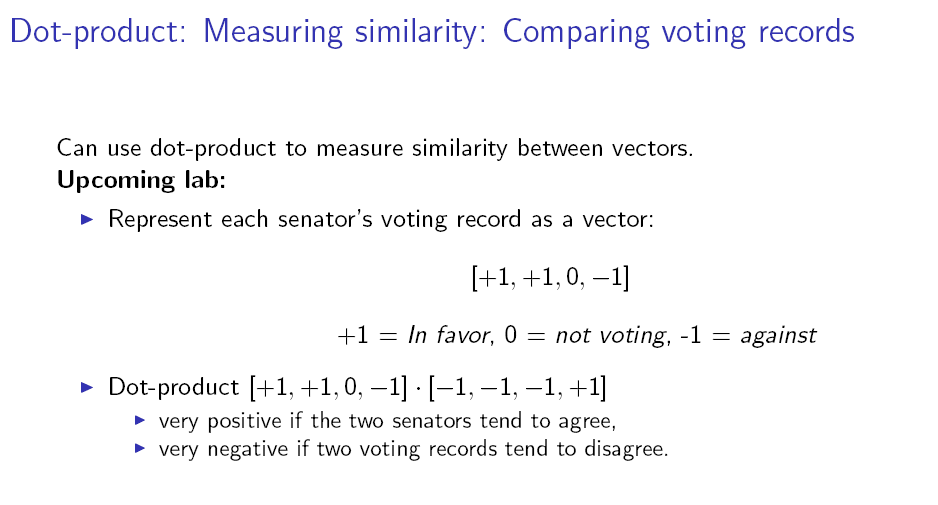 Dot-product: Measuring similarity: Comparing voting records
Can use dot-product to measure similarity between vectors.
Upcoming lab:
▶ Represent each senator's voting record as a vector:
[+1, +1, 0, −1]
+1 = In favor, 0 = not voting, -1 = against
▶ Dot-product [+1, +1, 0, −1] · [−1, −1, −1, +1]
▶ very positive if the two senators tend to agree,
▶ very negative if two voting records tend to disagree.